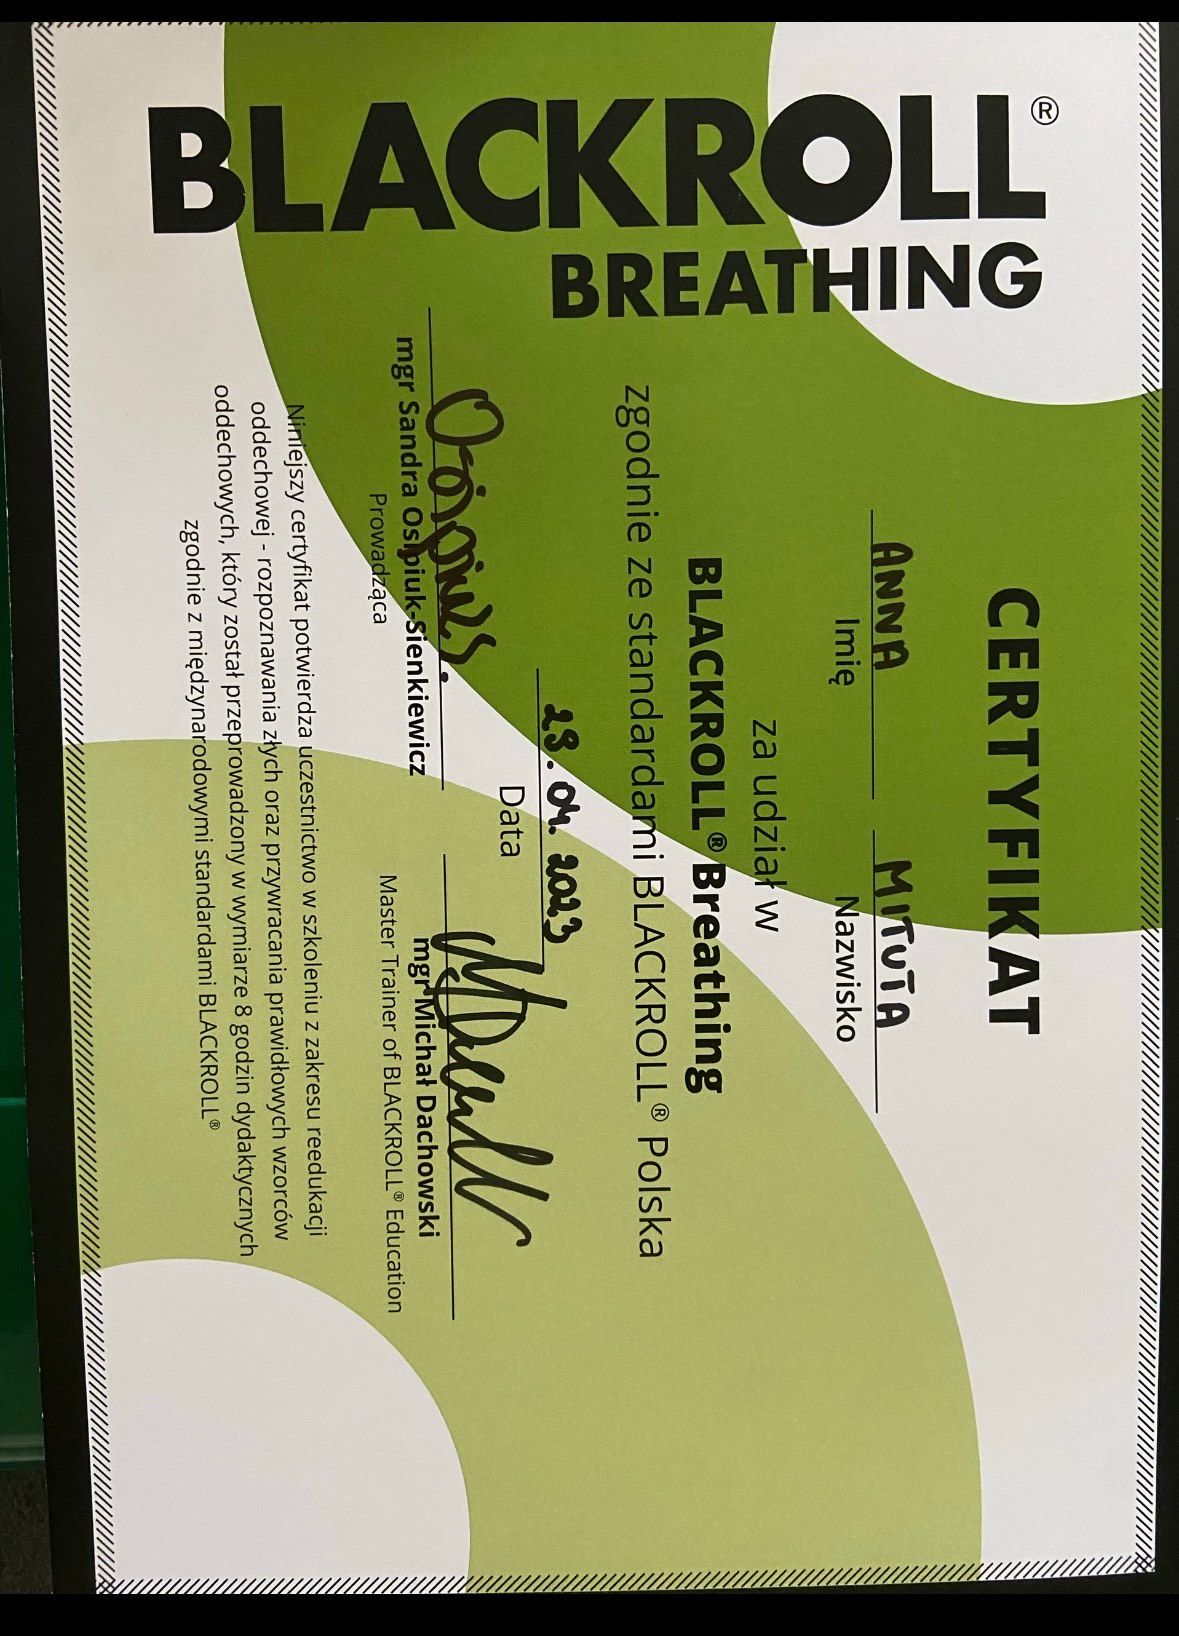 BLACKROLL®
BREATHING
CERTYFIKAT
ANNA MITUTA
Imię Nazwisko
za udział w
BLACKROLL® Breathing
zgodnie ze standardami BLACKROLL® Polska
29.04.2023
Data
mgr Sandra Osipiuk-Sienkiewicz
Prowadząca
mgr Michał Dachowski
Master Trainer of BLACKROLL® Education
Niniejszy certyfikat potwierdza uczestnictwo w szkoleniu z zakresu reedukacji
oddechowej - rozpoznawania złych oraz przywracania prawidłowych wzorców
oddechowych, który został przeprowadzony w wymiarze 8 godzin dydaktycznych
zgodnie z międzynarodowymi standardami BLACKROLL®